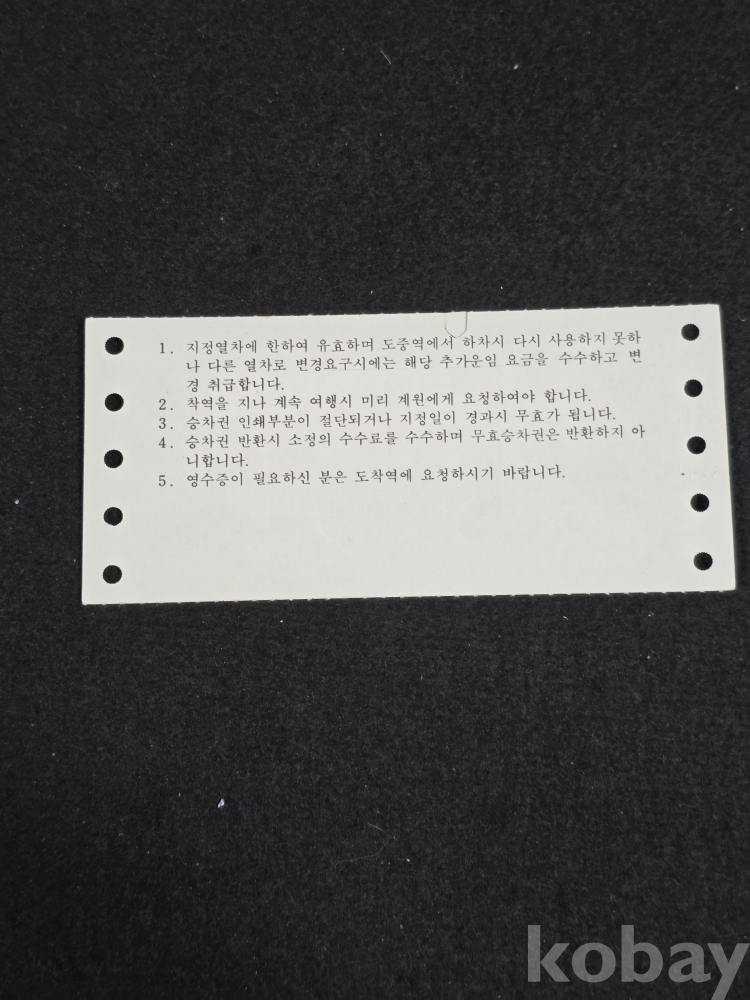 1. 지정열차에 한하여 유효하며 도중역에서 하차시 다시 사용하지 못하
나 다른 열차로 변경요구시에는 해당 추가운임 요금을 수수하고 변
경 취급합니다.
2. 착역을 지나 계속 여행시 미리 계원에게 요청하여야 합니다.
3. 승차권 인쇄부분이 절단되거나 지정일이 경과시 무효가 됩니다.
4. 승차권 반환시 소정의 수수료를 수수하며 무효승차권은 반환하지 아
니합니다.
5. 영수증이 필요하신 분은 도착역에 요청하시기 바랍니다.
kobay